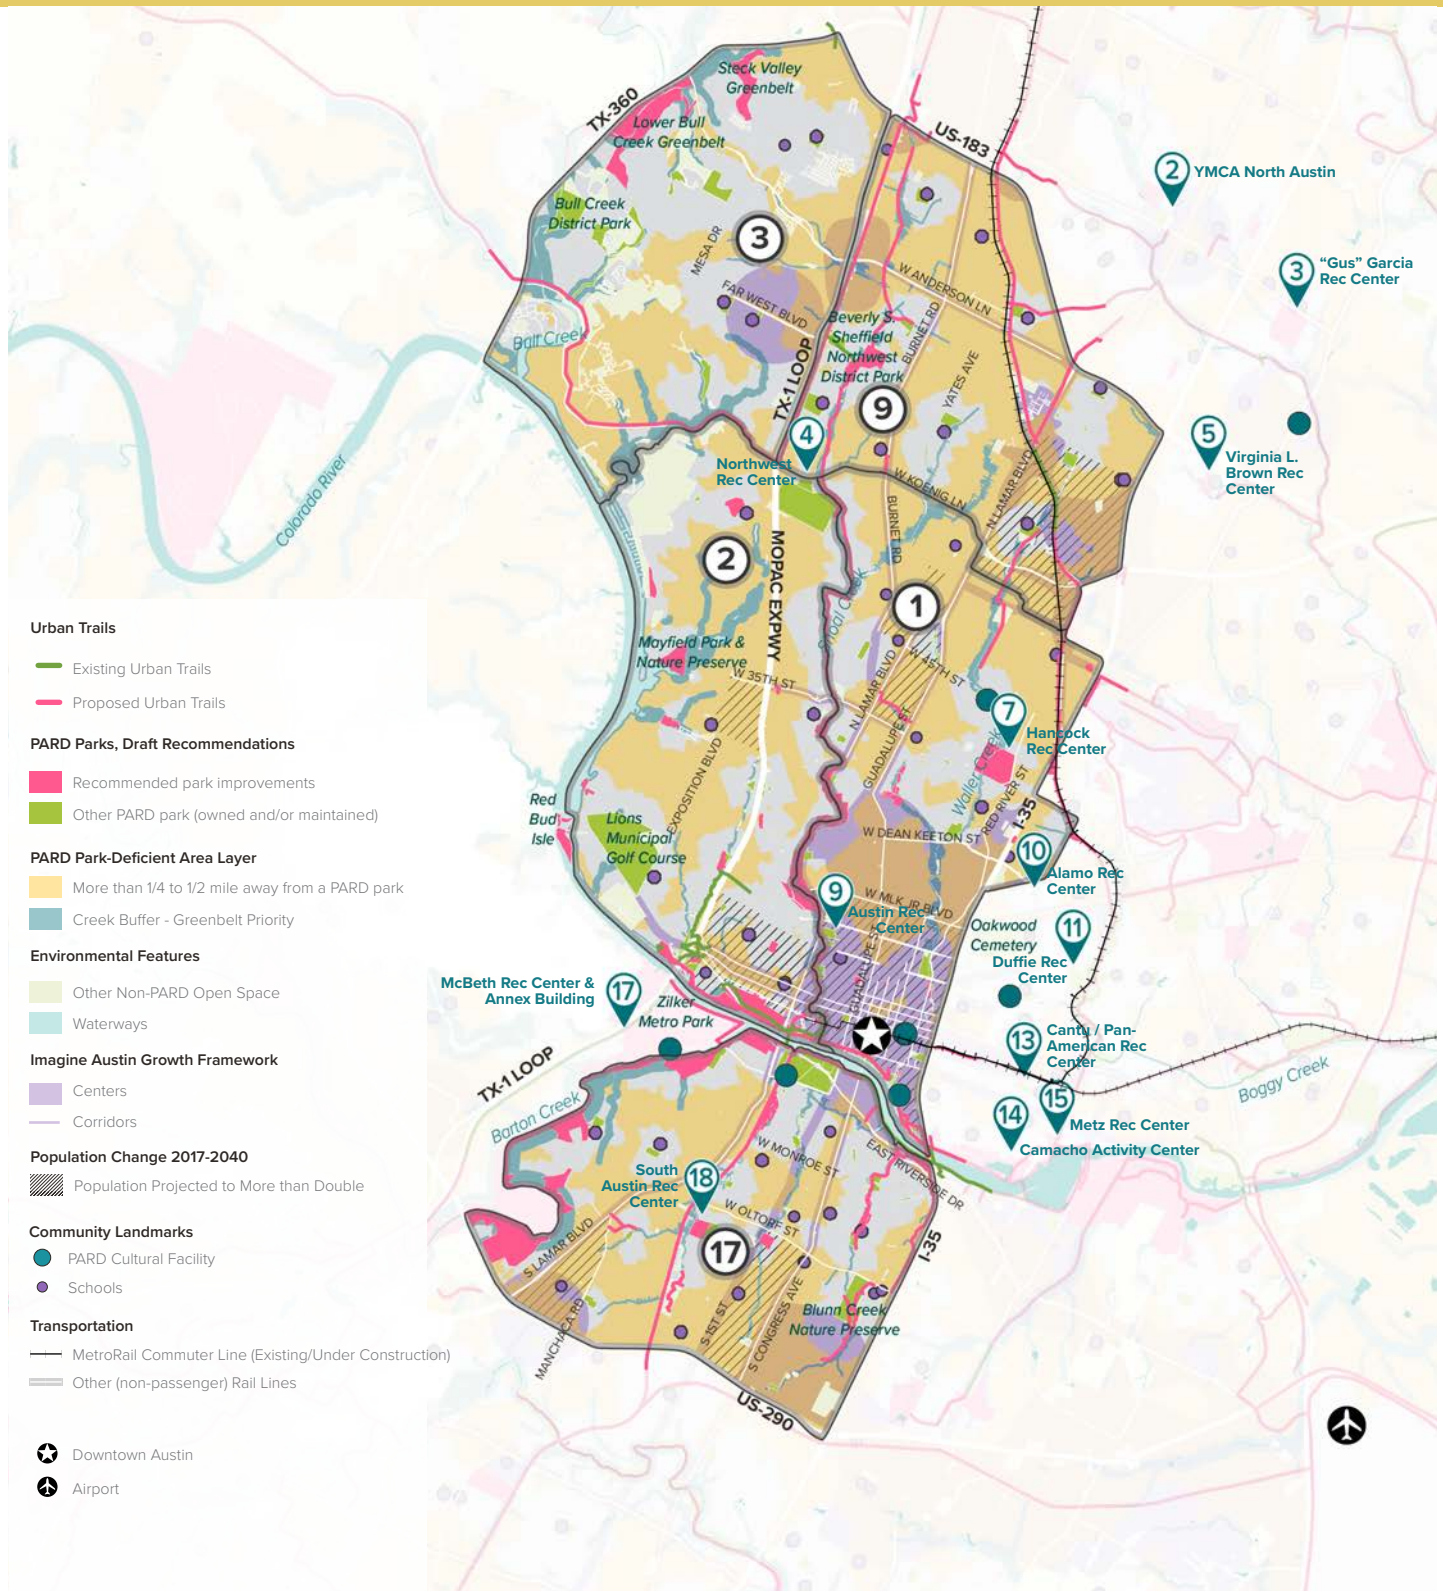 Steck Valley
Greenbelt
TX-360
Lower Bull
Creek Greenbelt
US-183
2
YMCA North Austin
Bull Creek
District Park
3
MESA DR
3
"Gus" Garcia
Rec Center
W ANDERSON LN
FAR WEST BLVD
Beverly S.
Sheffield
Northwest
District Park
BURNET RD
Bull Creek
TX-1 LOOP
YATES AVE
9
4
Northwest
Rec Center
5
Virginia L.
Brown Rec
Center
W KOENIG LN
N LAMAR BLVD
BURNET RD
Colorado River
MOPAC EXPWY
2
1
Shoal Creek
Mayfield Park &
Nature Preserve
W 35TH ST
W 45TH ST
N LAMAR BLVD
GUADALUPE ST
7
Hancock
Rec Center
Waller Creek
RED RIVER ST
I-35
EXPOSITION BLVD
Red
Bud
Isle
Lions
Municipal
Golf Course
W DEAN KEETON ST
10
Alamo Rec
Center
9
Austin Rec
Center
W MLK JR BLVD
Oakwood
Cemetery
11
Duffie Rec
Center
GUADALUPE ST
McBeth Rec Center &
Annex Building
17
Zilker
Metro Park
13
Cantu / Pan-
American Rec
Center
TX-1 LOOP
Barton Creek
Boggy Creek
14
15
Metz Rec Center
Camacho Activity Center
W MONROE ST
EAST RIVERSIDE DR
South
Austin Rec
Center
18
W OLTORF ST
S LAMAR BLVD
17
I-35
MANCHACA RD
S 1ST ST
S CONGRESS AVE
Blunn Creek
Nature Preserve
US-290
Urban Trails
Existing Urban Trails
Proposed Urban Trails
PARD Parks, Draft Recommendations
Recommended park improvements
Other PARD park (owned and/or maintained)
PARD Park-Deficient Area Layer
More than 1/4 to 1/2 mile away from a PARD park
Creek Buffer - Greenbelt Priority
Environmental Features
Other Non-PARD Open Space
Waterways
Imagine Austin Growth Framework
Centers
Corridors
Population Change 2017-2040
Population Projected to More than Double
Community Landmarks
PARD Cultural Facility
Schools
Transportation
MetroRail Commuter Line (Existing/Under Construction)
Other (non-passenger) Rail Lines
Downtown Austin
Airport